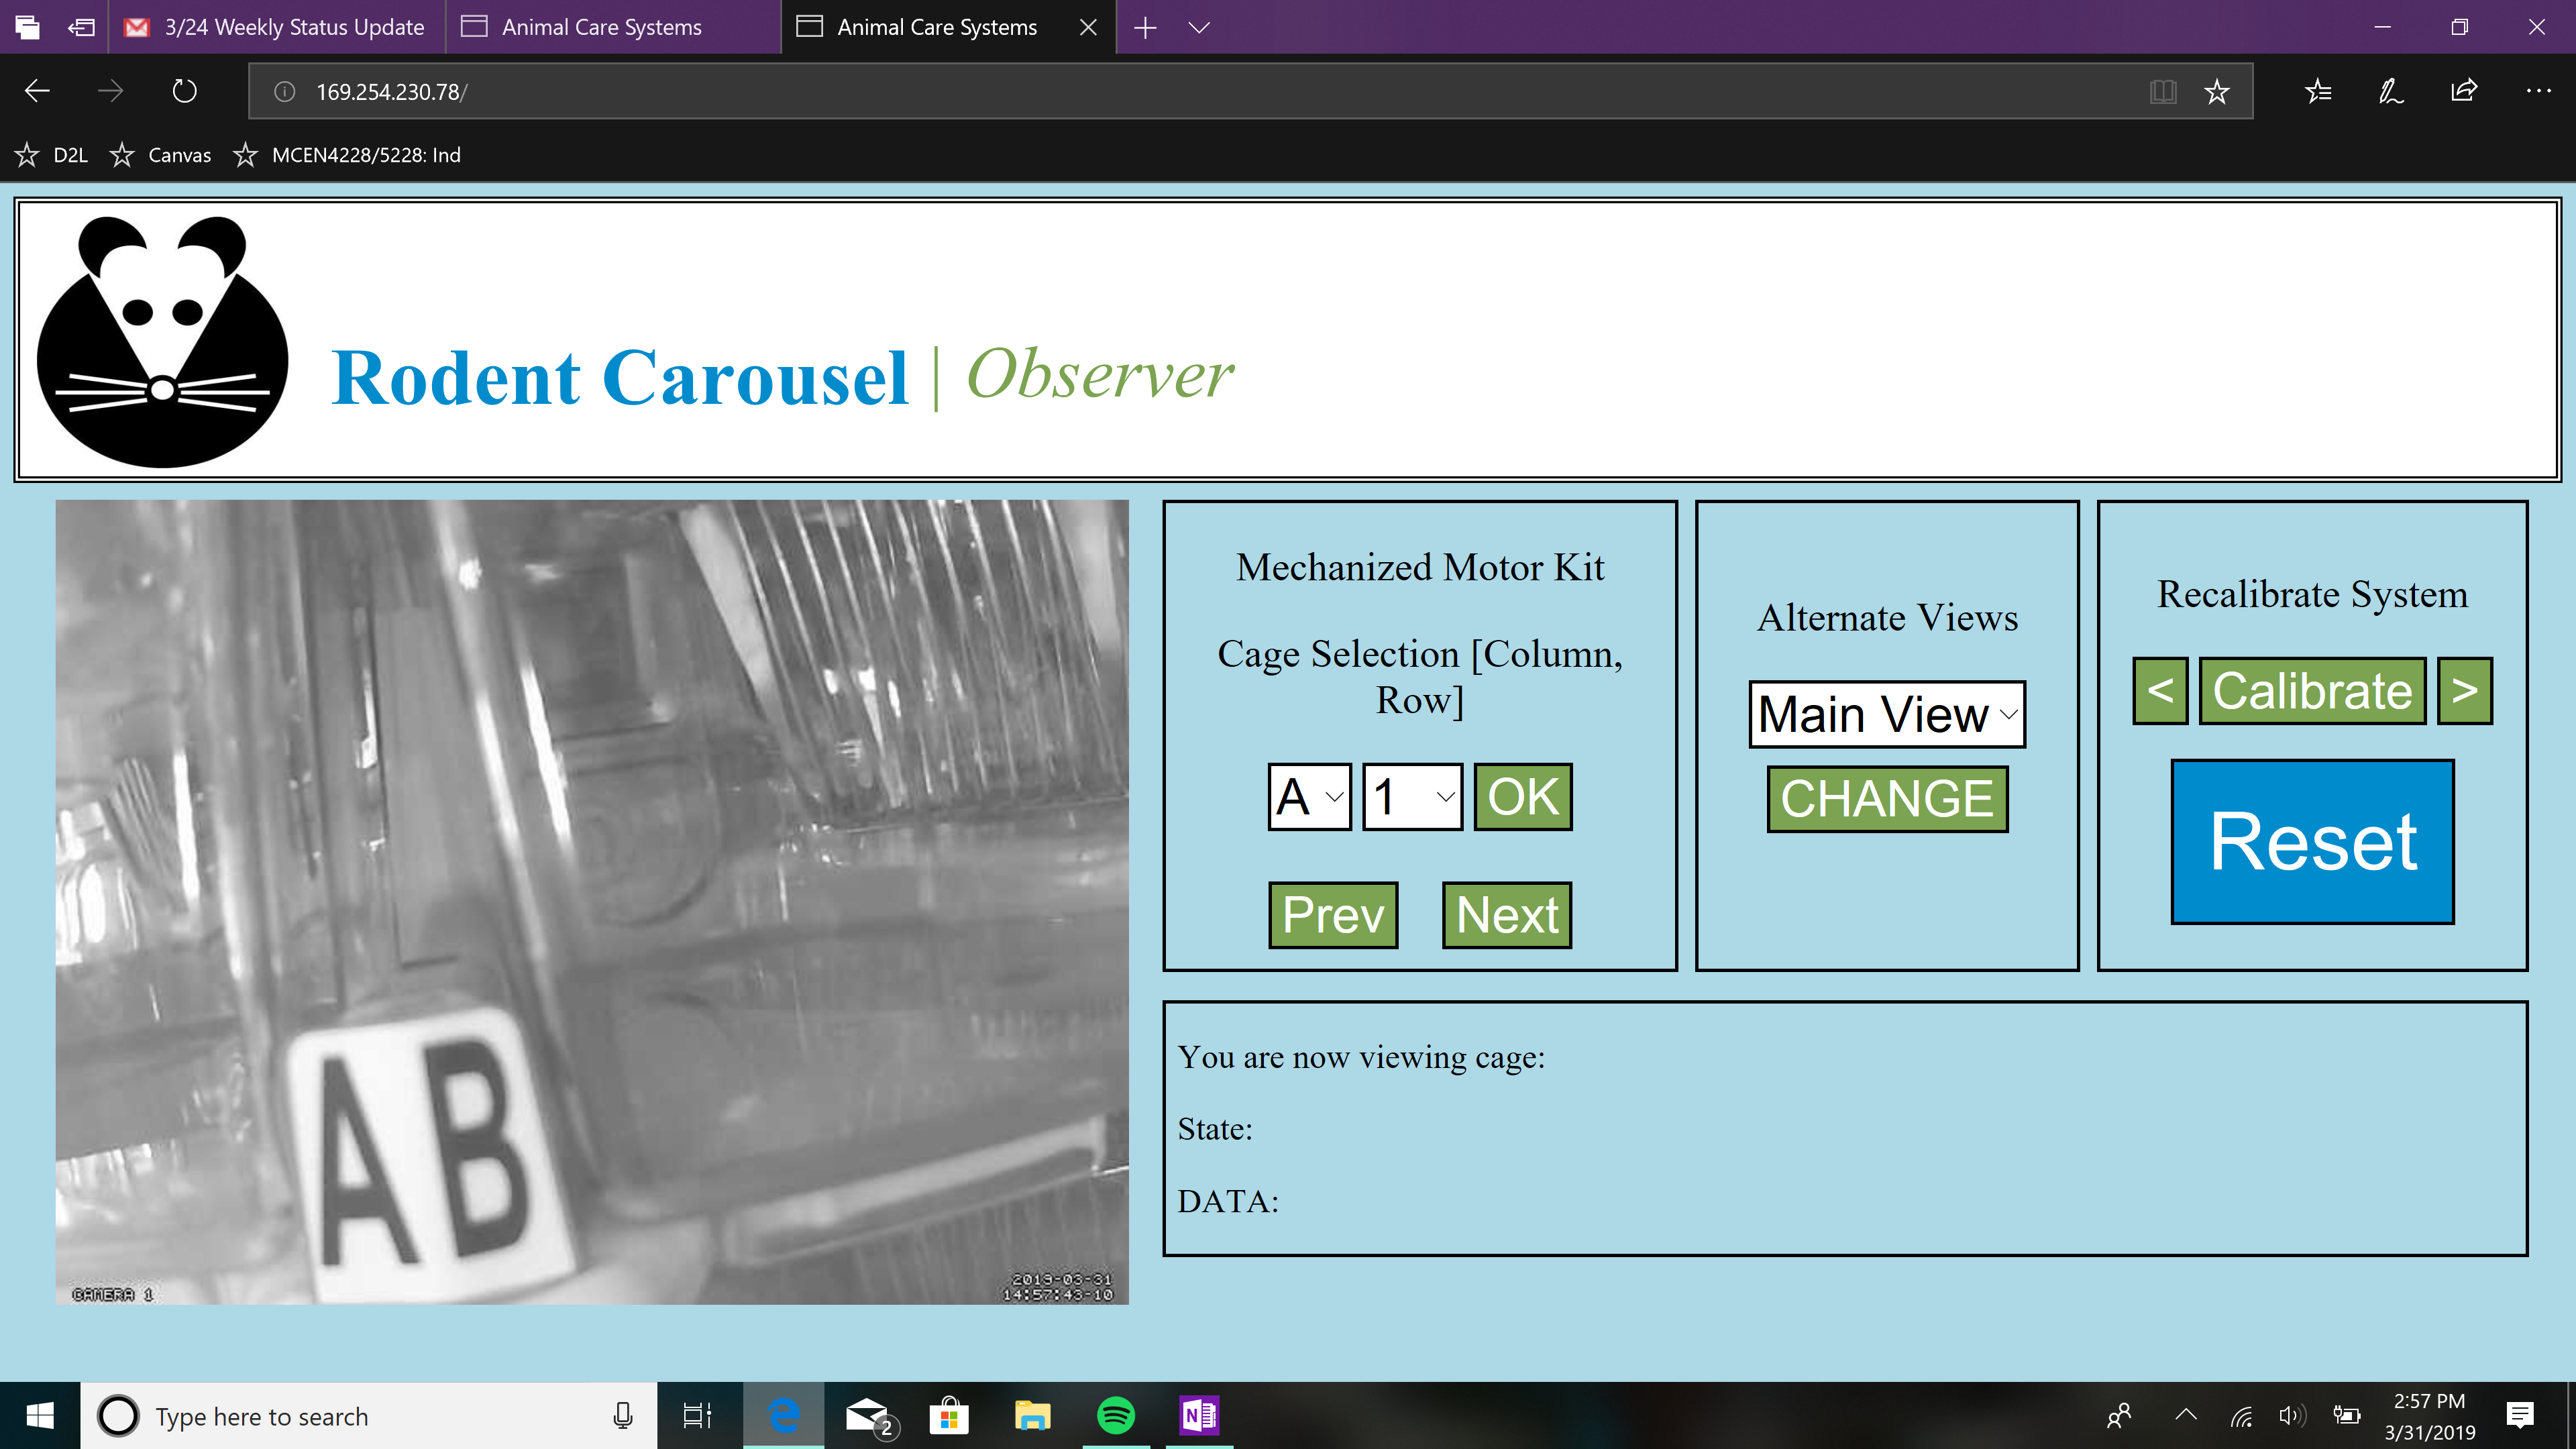 3/24 Weekly Status Update
Animal Care Systems
Animal Care Systems
169.254.230.78/
D2L
Canvas
MCEN4228/5228: Ind
Rodent Carousel | Observer
Mechanized Motor Kit
Cage Selection [Column,
Row]
A
1
OK
Prev
Next
Alternate Views
Main View
CHANGE
Recalibrate System
<
Calibrate
>
Reset
AB
CAMERA 1
2019-03-31
14:57:43-10
You are now viewing cage:
State:
DATA:
Type here to search
2
N
2:57 PM
3/31/2019